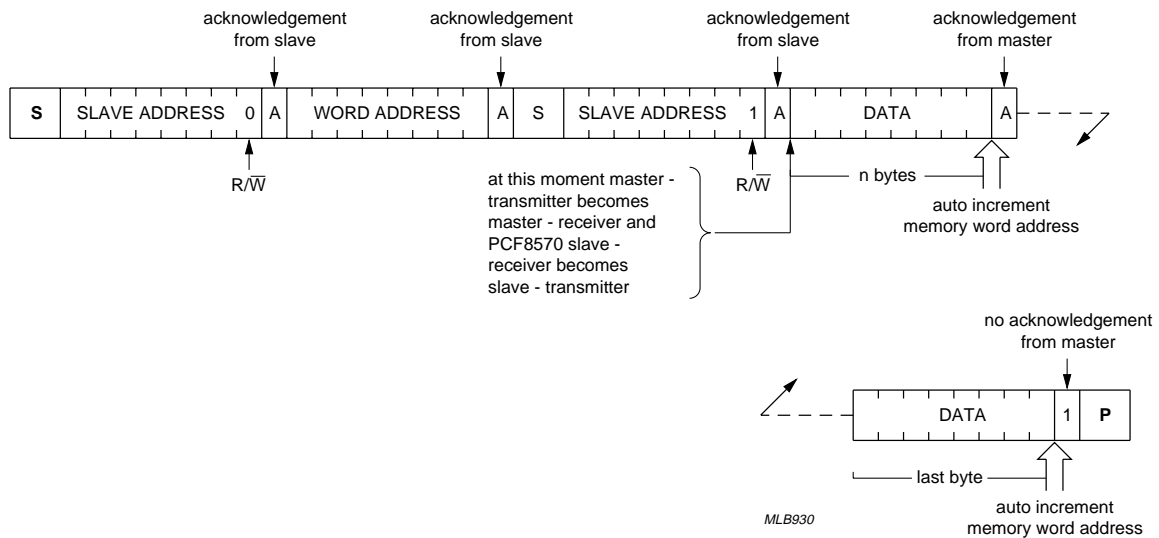 acknowledgement
from slave
acknowledgement
from slave
acknowledgement
from slave
acknowledgement
from master
S SLAVE ADDRESS 0 A WORD ADDRESS A S SLAVE ADDRESS 1 A DATA A
R/W̅
R/W̅
n bytes
at this moment master -
transmitter becomes
master - receiver and
PCF8570 slave -
receiver becomes
slave - transmitter
auto increment
memory word address
no acknowledgement
from master
DATA 1 P
last byte
auto increment
memory word address
MLB930